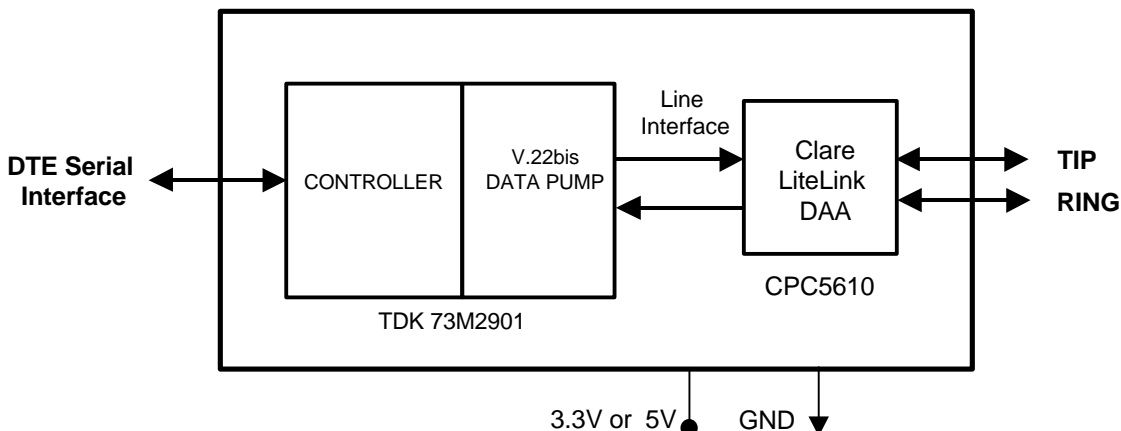 DTE Serial
Interface
CONTROLLER
V.22bis
DATA PUMP
TDK 73M2901
Line
Interface
Clare
LiteLink
DAA
CPC5610
TIP
RING
3.3V or 5V
GND